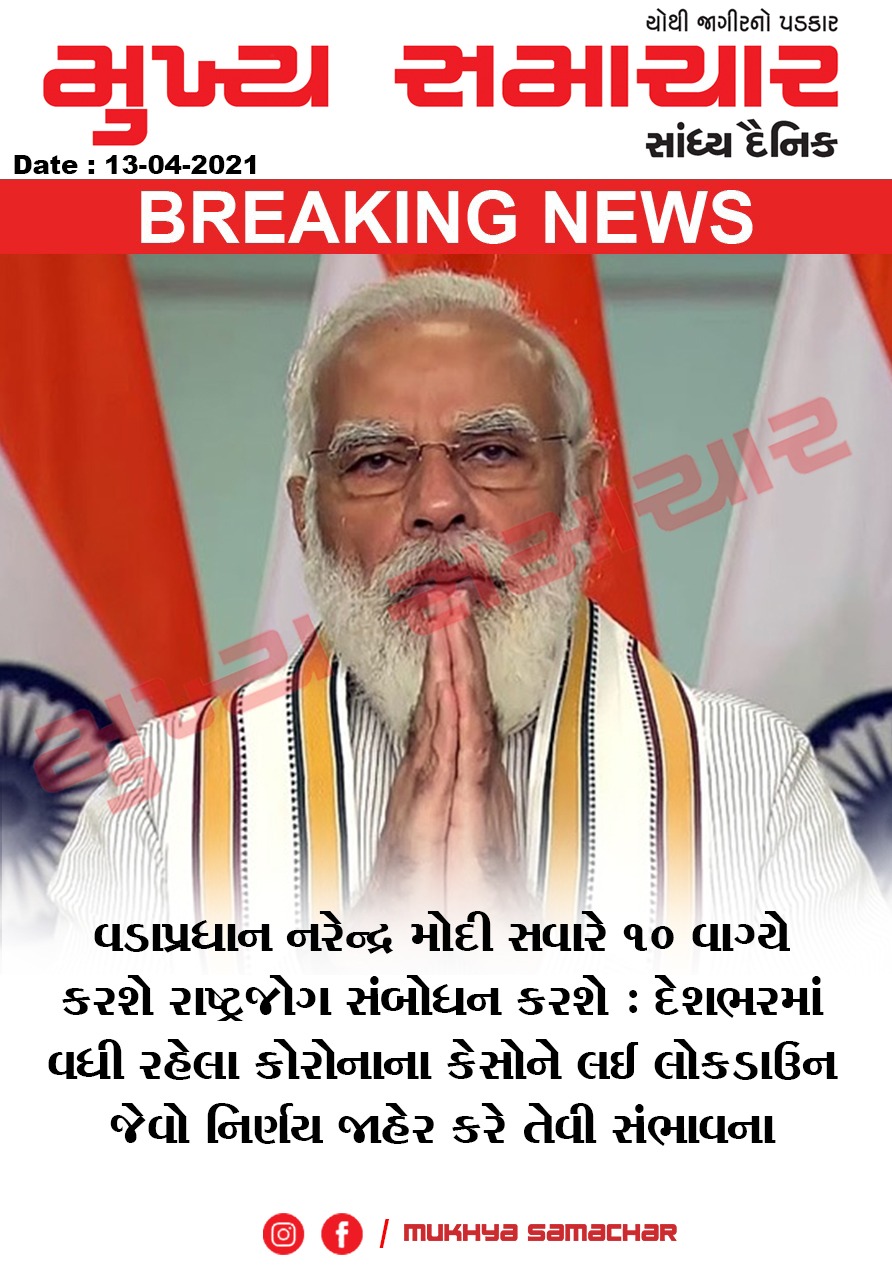 ચોથી જાગીરનો પડકાર
મુખ્ય સમાચાર
સાંધ્ય દૈનિક
Date : 13-04-2021
BREAKING NEWS
મુખ્ય સમાચાર
વડાપ્રધાન નરેન્દ્ર મોદી સવારે ૧૦ વાગ્યે
કરશે રાષ્ટ્રજોગ સંબોધન કરશે : દેશભરમાં
વધી રહેલા કોરોનાના કેસોને લઈ લોકડાઉન
જેવો નિર્ણય જાહેર કરે તેવી સંભાવના
/ MUKHYA SAMACHAR